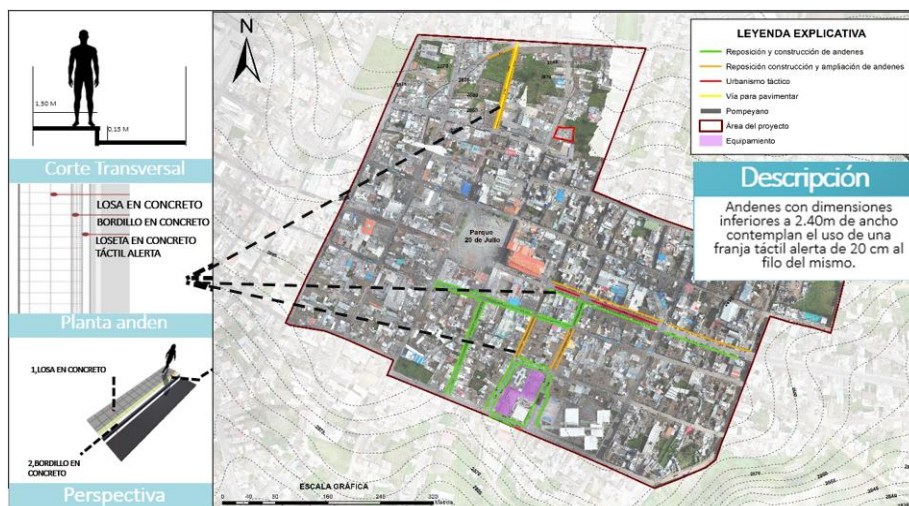 1,50 M
0.15 M
Corte Transversal
LOSA EN CONCRETO
BORDILLO EN CONCRETO
LOSETA EN CONCRETO
TÁCTIL ALERTA
Planta anden
1,LOSA EN CONCRETO
2,BORDILLO EN
CONCRETO
Perspectiva
N
Parque
20 de Julio
ESCALA GRÁFICA
0 40 80 160 240 320
Metros
LEYENDA EXPLICATIVA
Reposición y construcción de andenes
Reposición construcción y ampliación de andenes
Urbanismo táctico
Vía para pavimentar
Pompeyano
Área del proyecto
Equipamiento
Descripción
Andenes con dimensiones
inferiores a 2.40m de ancho
contemplan el uso de una
franja táctil alerta de 20 cm al
filo del mismo.